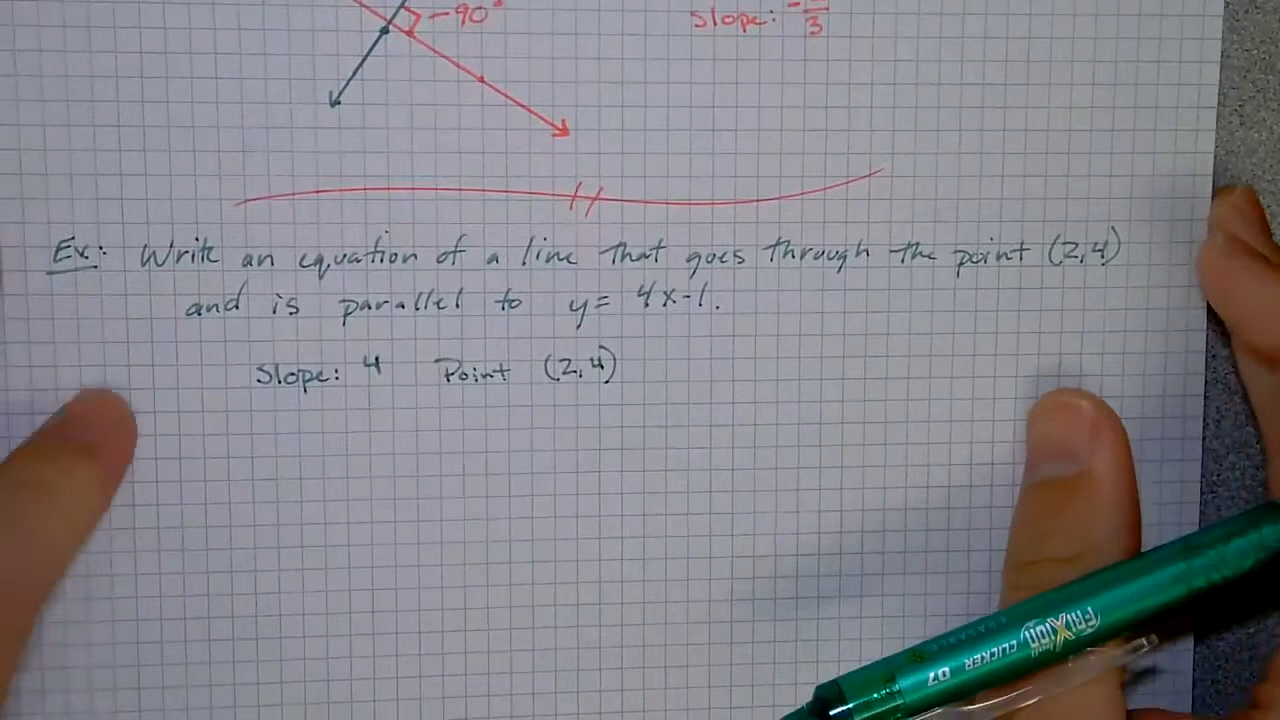 -90°
Slope:
3
Ex: Write an equation of a line that goes through the point (2,4)
and is parallel to y = 4x-1.
Slope: 4 Point (2,4)
FRIXION CLICKER 07